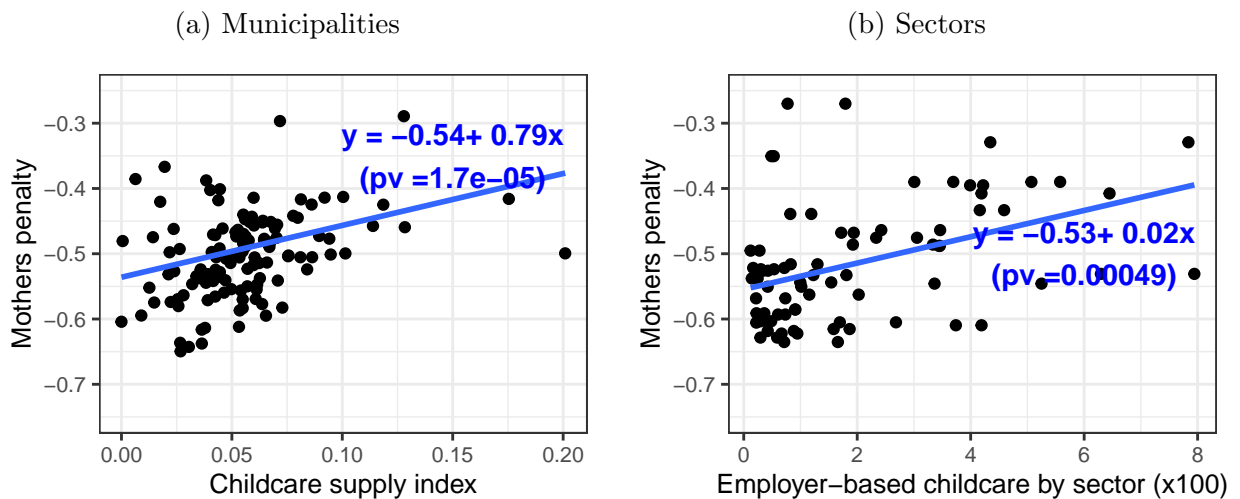 (a) Municipalities
(b) Sectors
−0.3
−0.4
−0.5
−0.6
−0.7
Mothers penalty
y = −0.54+ 0.79x
(pv =1.7e−05)
0.00
0.05
0.10
0.15
0.20
Childcare supply index
−0.3
−0.4
−0.5
−0.6
−0.7
Mothers penalty
y = −0.53+ 0.02x
(pv =0.00049)
0
2
4
6
8
Employer−based childcare by sector (x100)